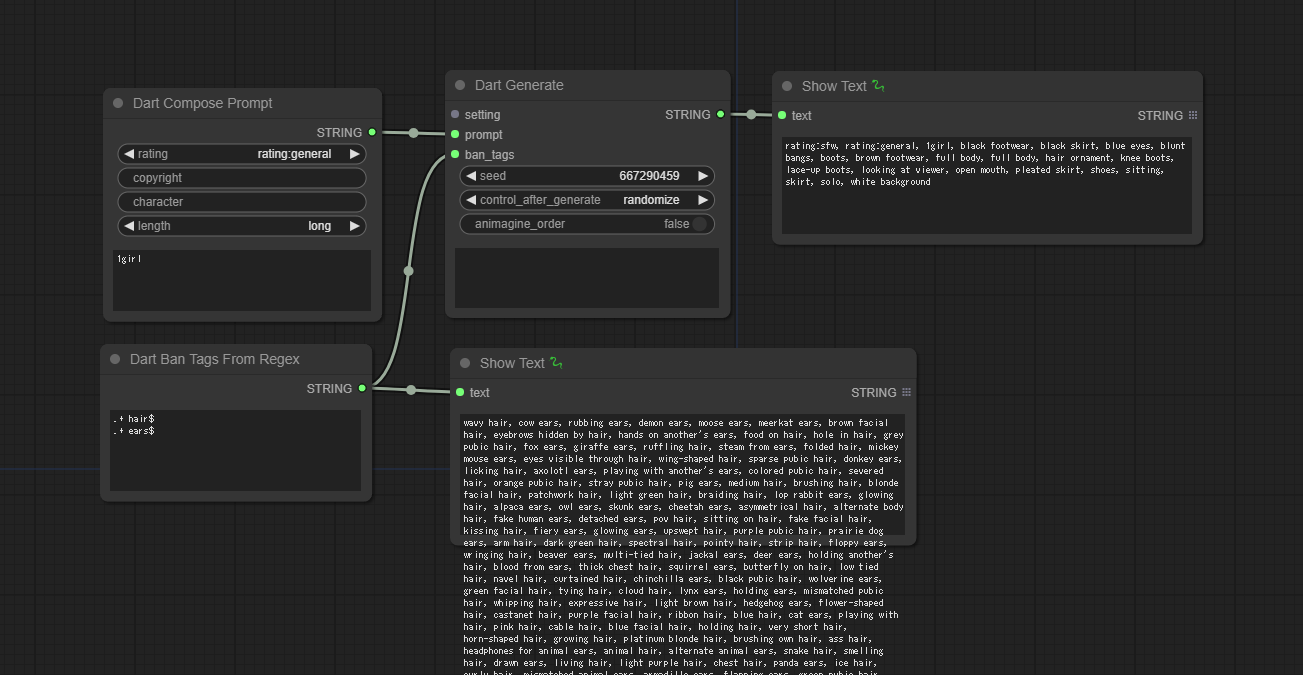 Dart Compose Prompt
STRING
rating rating:general
copyright
character
length long
1girl
Dart Generate
setting STRING
prompt
ban_tags
seed 667290459
control_after_generate randomize
animagine_order false
Show Text
text STRING
rating:sfw, rating:general, 1girl, black footwear, black skirt, blue eyes, blunt
bangs, boots, brown footwear, full body, full body, hair ornament, knee boots,
lace-up boots, looking at viewer, open mouth, pleated skirt, shoes, sitting,
skirt, solo, white background
Dart Ban Tags From Regex
STRING
.+ hair$
.+ ears$
Show Text
text STRING
wavy hair, cow ears, rubbing ears, demon ears, moose ears, meerkat ears, brown facial
hair, eyebrows hidden by hair, hands on another's ears, food on hair, hole in hair, grey
pubic hair, fox ears, giraffe ears, ruffling hair, steam from ears, folded hair, mickey
mouse ears, eyes visible through hair, wing-shaped hair, sparse pubic hair, donkey ears,
licking hair, axolotl ears, playing with another's ears, colored pubic hair, severed
hair, orange pubic hair, stray pubic hair, pig ears, medium hair, brushing hair, blonde
facial hair, patchwork hair, light green hair, braiding hair, lop rabbit ears, glowing
hair, alpaca ears, owl ears, skunk ears, cheetah ears, asymmetrical hair, alternate body
hair, fake human ears, detached ears, pov hair, sitting on hair, fake facial hair,
kissing hair, fiery ears, glowing ears, upswept hair, purple pubic hair, prairie dog
ears, arm hair, dark green hair, spectral hair, pointy hair, strip hair, floppy ears,
wringing hair, beaver ears, multi-tied hair, jackal ears, deer ears, holding another's
hair, blood from ears, thick chest hair, squirrel ears, butterfly on hair, low tied
hair, navel hair, curtained hair, chinchilla ears, black pubic hair, wolverine ears,
green facial hair, tying hair, cloud hair, lynx ears, holding ears, mismatched pubic
hair, whipping hair, expressive hair, light brown hair, hedgehog ears, flower-shaped
hair, castanet hair, purple facial hair, ribbon hair, blue hair, cat ears, playing with
hair, pink hair, cable hair, blue facial hair, holding hair, very short hair,
horn-shaped hair, growing hair, platinum blonde hair, brushing own hair, ass hair,
headphones for animal ears, animal hair, alternate animal ears, snake hair, smelling
hair, drawn ears, living hair, light purple hair, chest hair, panda ears, ice hair,
curly hair, mismatched animal ears, armadillo ears, flapping ears, green pubic hair,